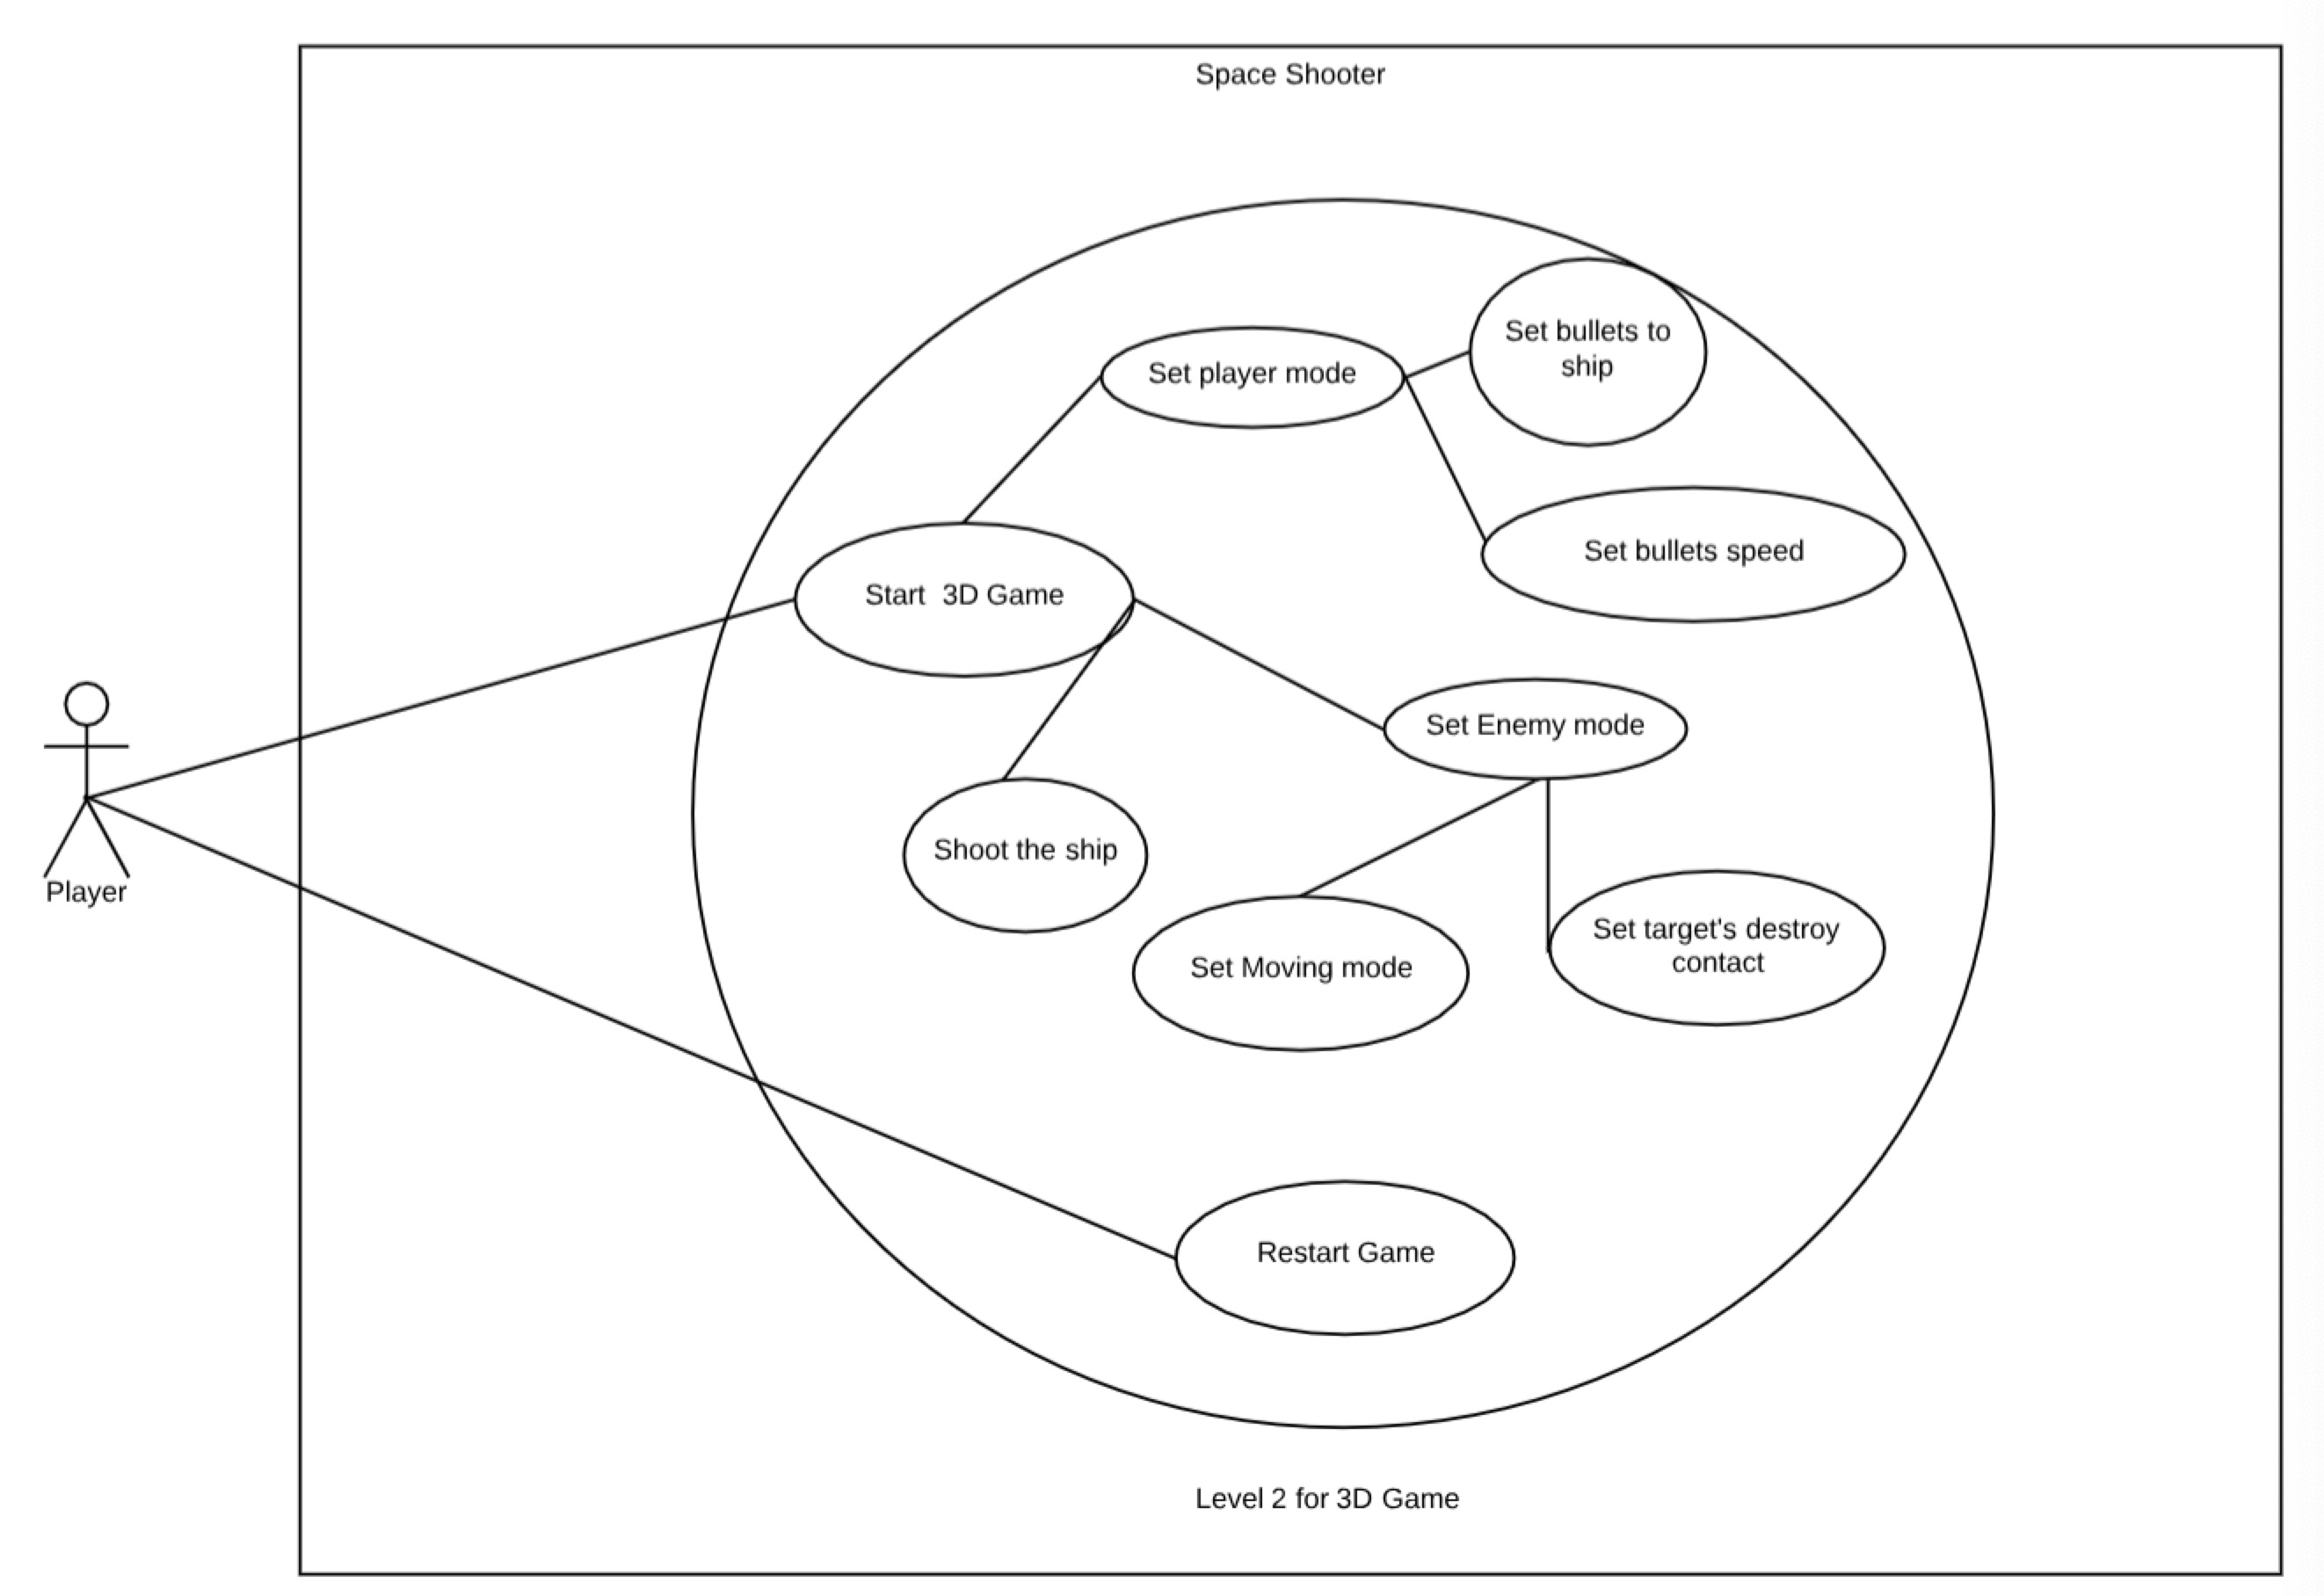 Space Shooter
Set bullets to
ship
Set player mode
Set bullets speed
Start  3D Game
Set Enemy mode
Shoot the ship
Player
Set target's destroy
contact
Set Moving mode
Restart Game
Level 2 for 3D Game